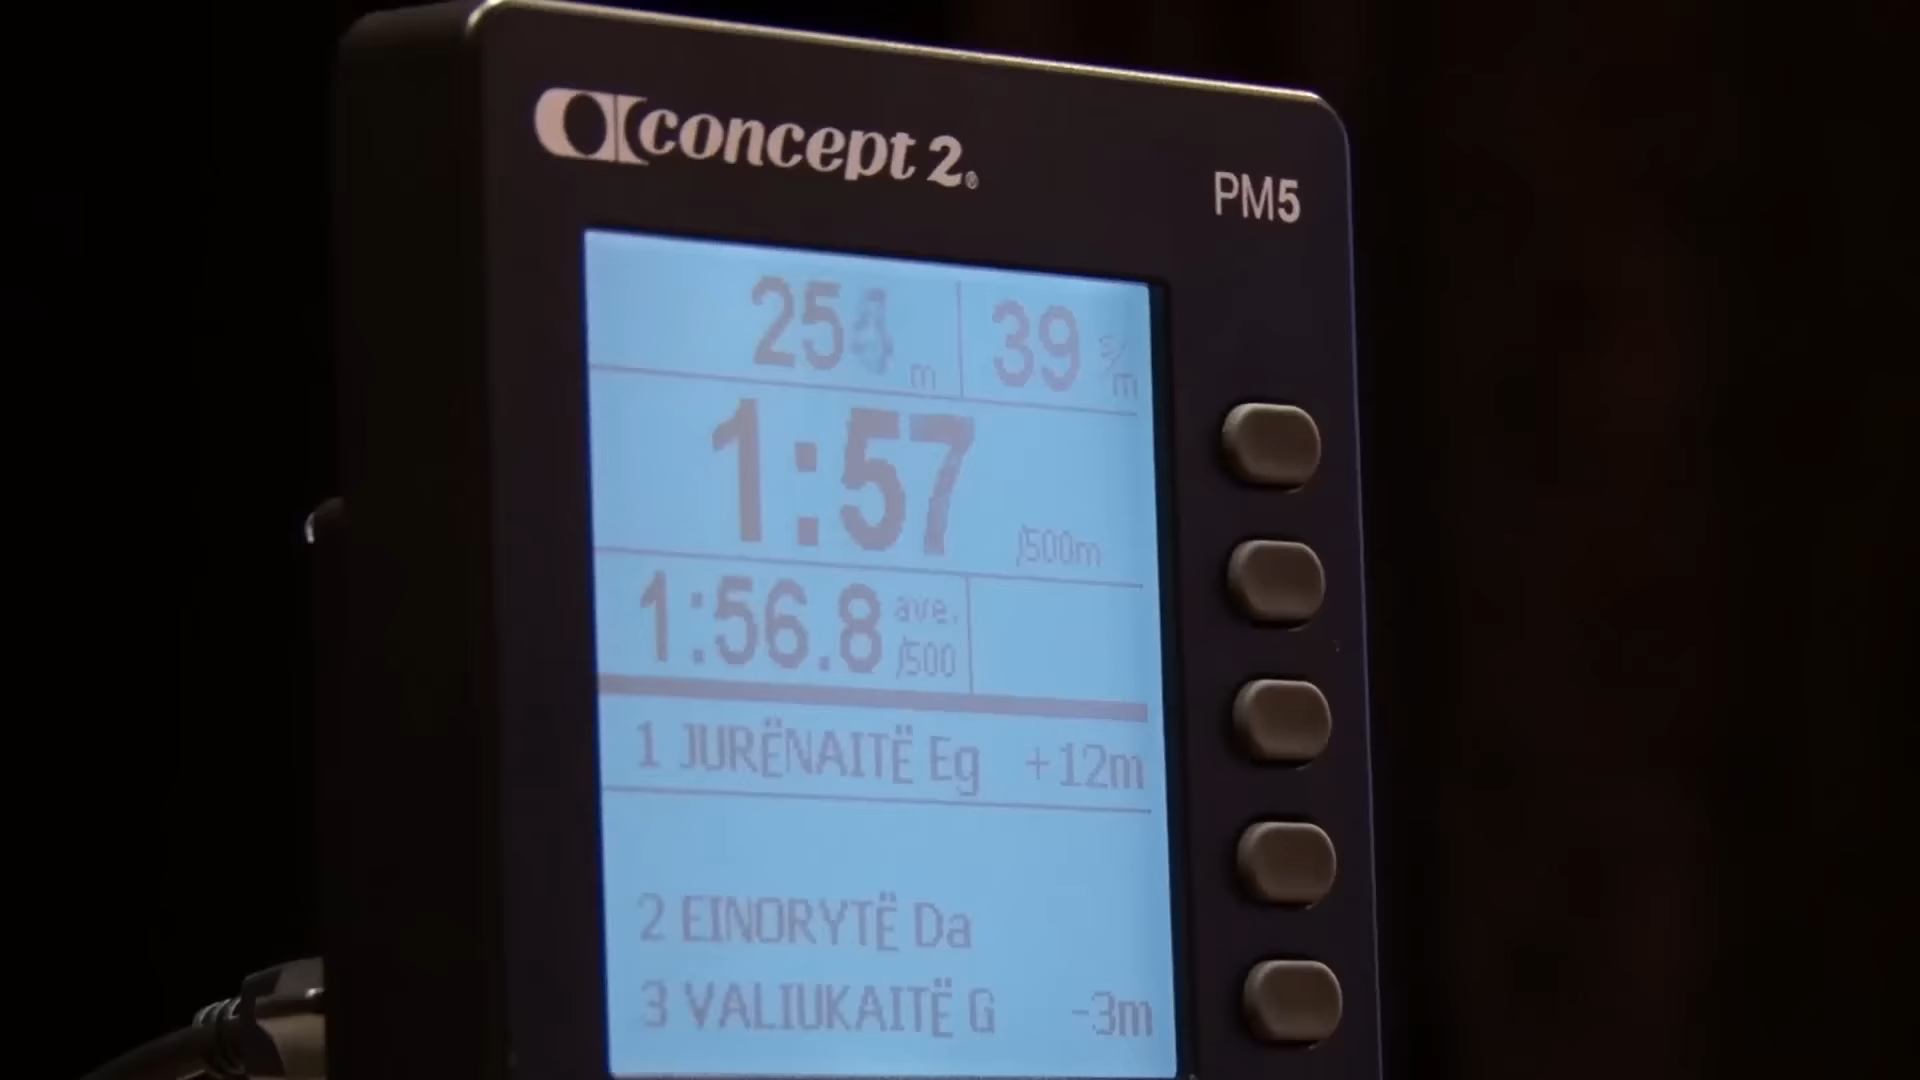 concept 2®
PM5
25 m 39 s/m
1:57 /500m
1:56.8 ave. /500
1 JURËNAITË Eg +12m
2 EINORYTË Da
3 VALIUKAITË G -3m